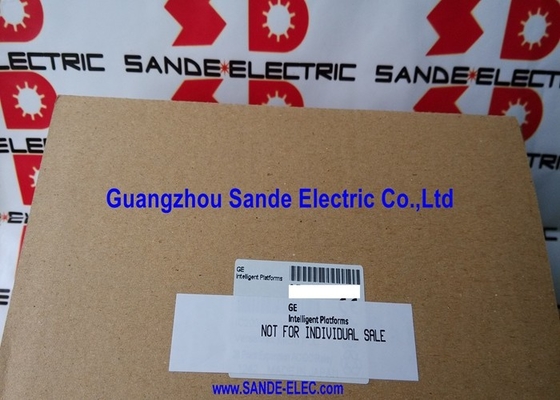 SANDE ELECTRIC
SANDE ELECTRIC
Guangzhou Sande Electric Co.,Ltd
GE
Intelligent Platforms
GE
Intelligent Platforms
NOT FOR INDIVIDUAL SALE
www.SANDE-ELEC.com